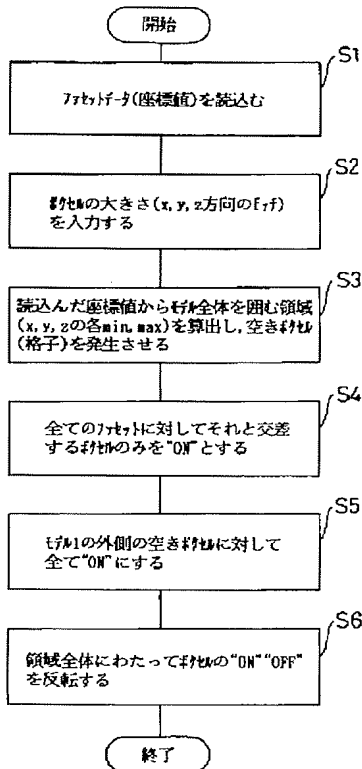 開始
S1
ﾌｧｾｯﾄﾃﾞｰﾀ(座標値)を読込む
S2
ﾎﾞｸｾﾙの大きさ(x,y,z方向のﾋﾟｯﾁ)
を入力する
S3
読込んだ座標値からﾓﾃﾞﾙ全体を囲む領域
(x,y,zの各min,max)を算出し,空きﾎﾞｸｾﾙ
(格子)を発生させる
S4
全てのﾌｧｾｯﾄに対してそれと交差
するﾎﾞｸｾﾙのみを"ON"とする
S5
ﾓﾃﾞﾙ1の外側の空きﾎﾞｸｾﾙに対して
全て"ON"にする
S6
領域全体にわたってﾎﾞｸｾﾙの"ON""OFF"
を反転する
終了